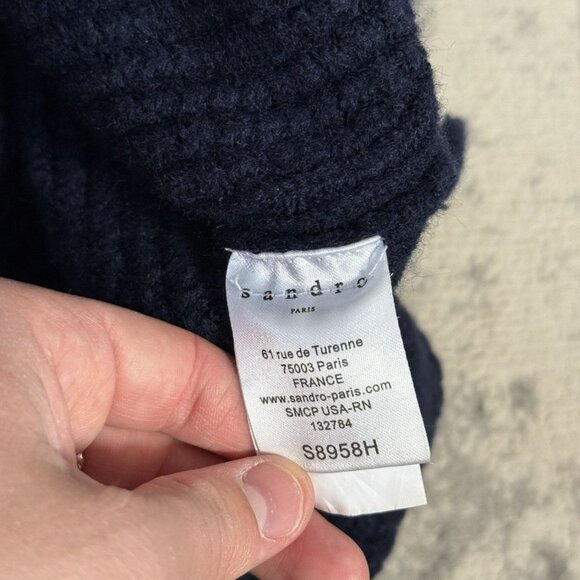 sandro
PARIS
61 rue de Turenne
75003 Paris
FRANCE
www.sandro-paris.com
SMCP USA-RN
132784
S8958H